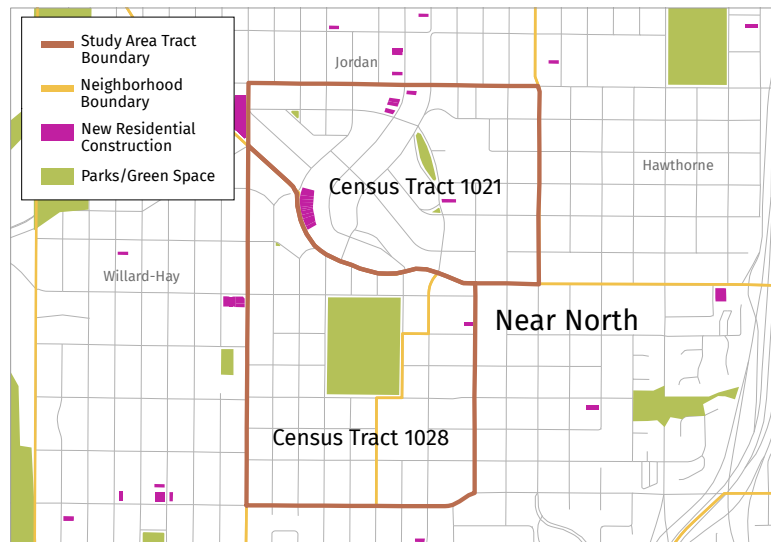 Study Area Tract
Boundary
Neighborhood
Boundary
New Residential
Construction
Parks/Green Space
Jordan
Hawthorne
Census Tract 1021
Willard-Hay
Near North
Census Tract 1028